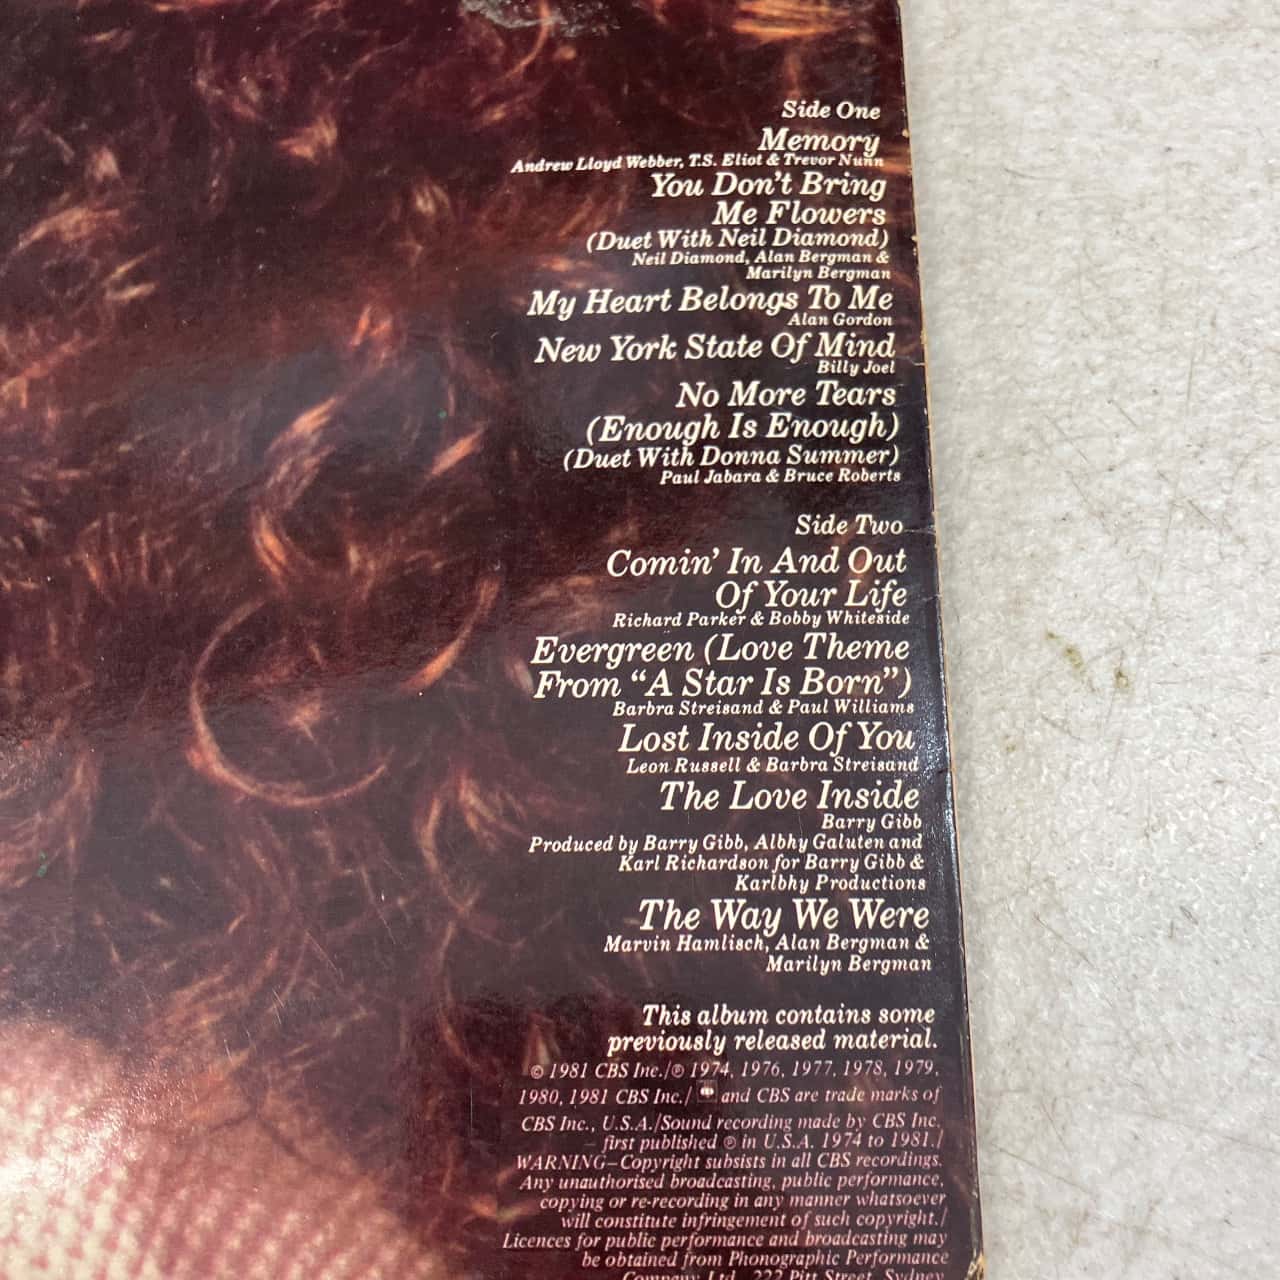 Side One
Memory
Andrew Lloyd Webber, T.S. Eliot & Trevor Nunn
You Don't Bring
Me Flowers
(Duet With Neil Diamond)
Neil Diamond, Alan Bergman &
Marilyn Bergman
My Heart Belongs To Me
Alan Gordon
New York State Of Mind
Billy Joel
No More Tears
(Enough Is Enough)
(Duet With Donna Summer)
Paul Jabara & Bruce Roberts
Side Two
Comin' In And Out
Of Your Life
Richard Parker & Bobby Whiteside
Evergreen (Love Theme
From “A Star Is Born”)
Barbra Streisand & Paul Williams
Lost Inside Of You
Leon Russell & Barbra Streisand
The Love Inside
Barry Gibb
Produced by Barry Gibb, Albhy Galuten and
Karl Richardson for Barry Gibb &
Karlbhy Productions
The Way We Were
Marvin Hamlisch, Alan Bergman &
Marilyn Bergman
This album contains some
previously released material.
© 1981 CBS Inc./℗ 1974, 1976, 1977, 1978, 1979,
1980, 1981 CBS Inc./ and CBS are trade marks of
CBS Inc., U.S.A./Sound recording made by CBS Inc.
– first published ℗ in U.S.A. 1974 to 1981./
WARNING–Copyright subsists in all CBS recordings.
Any unauthorised broadcasting, public performance,
copying or re-recording in any manner whatsoever
will constitute infringement of such copyright./
Licences for public performance and broadcasting may
be obtained from Phonographic Performance
Company Ltd., 222 Pitt Street, Sydney